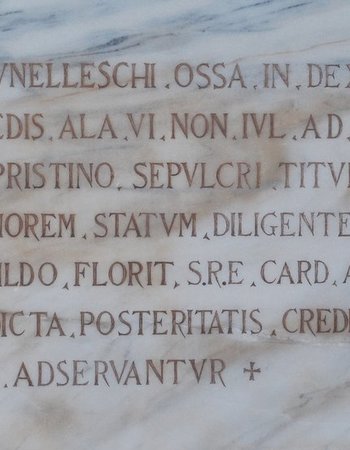 VNELLESCHI . OSSA . IN . DEX
EDIS . ALA . VI . NON . IVL . A.D .
PRISTINO . SEPVLCRI . TITV
IOREM . STATVM . DILIGENTE
ILDO . FLORIT . S.R.E . CARD . A
ICTA . POSTERITATIS . CREDI
. ADSERVANTVR +